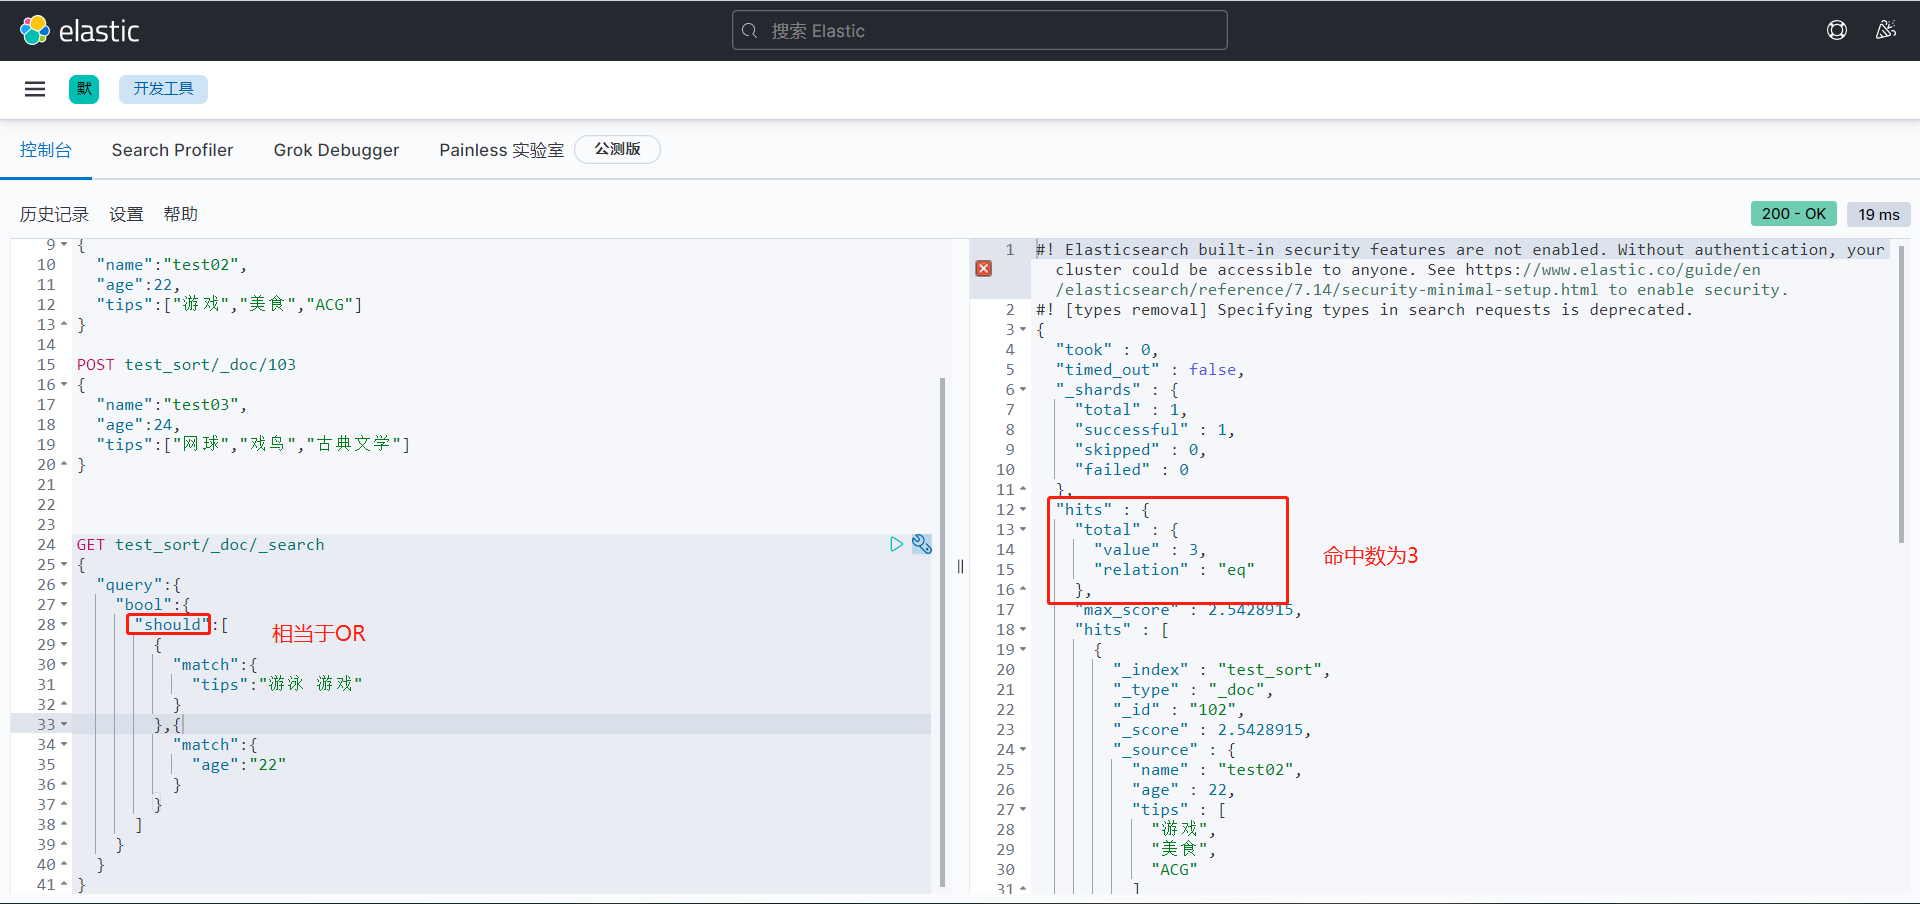 elastic
搜索 Elastic
默
开发工具
控制台 Search Profiler Grok Debugger Painless 实验室 公测版
历史记录 设置 帮助
200 - OK 19 ms
9 {
10 "name":"test02",
11 "age":22,
12 "tips":["游戏","美食","ACG"]
13 }
14
15 POST test_sort/_doc/103
16 {
17 "name":"test03",
18 "age":24,
19 "tips":["网球","戏鸟","古典文学"]
20 }
21
22
23
24 GET test_sort/_doc/_search
25 {
26 "query":{
27 "bool":{
28 "should":[
相当于OR
29 {
30 "match":{
31 "tips":"游泳 游戏"
32 }
33 },{
34 "match":{
35 "age":"22"
36 }
37 }
38 ]
39 }
40 }
41 }
1 #! Elasticsearch built-in security features are not enabled. Without authentication, your
cluster could be accessible to anyone. See https://www.elastic.co/guide/en
/elasticsearch/reference/7.14/security-minimal-setup.html to enable security.
2 #! [types removal] Specifying types in search requests is deprecated.
3 {
4 "took" : 0,
5 "timed_out" : false,
6 "_shards" : {
7 "total" : 1,
8 "successful" : 1,
9 "skipped" : 0,
10 "failed" : 0
11 },
12 "hits" : {
13 "total" : {
14 "value" : 3,
15 "relation" : "eq"
命中数为3
16 },
17 "max_score" : 2.5428915,
18 "hits" : [
19 {
20 "_index" : "test_sort",
21 "_type" : "_doc",
22 "_id" : "102",
23 "_score" : 2.5428915,
24 "_source" : {
25 "name" : "test02",
26 "age" : 22,
27 "tips" : [
28 "游戏",
29 "美食",
30 "ACG"
31 ]